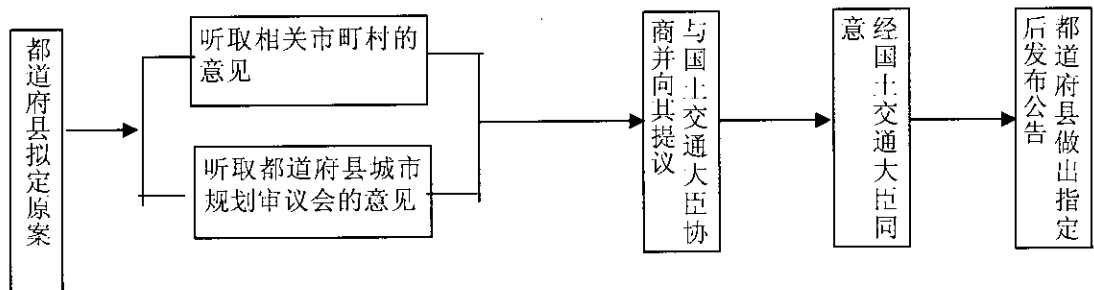 都道府县拟定原案
听取相关市町村的
意见
听取都道府县城市
规划审议会的意见
与国土交通大臣协
商并向其提议
经国土交通大臣同
意
都道府县做出指定
后发布公告